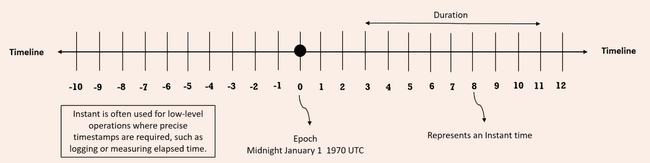 Duration
Timeline
Timeline
-10 -9 -8 -7 -6 -5 -4 -3 -2 -1 0 1 2 3 4 5 6 7 8 9 10 11 12
Instant is often used for low-level
operations where precise
timestamps are required, such as
logging or measuring elapsed time.
Epoch
Midnight January 1 1970 UTC
Represents an Instant time